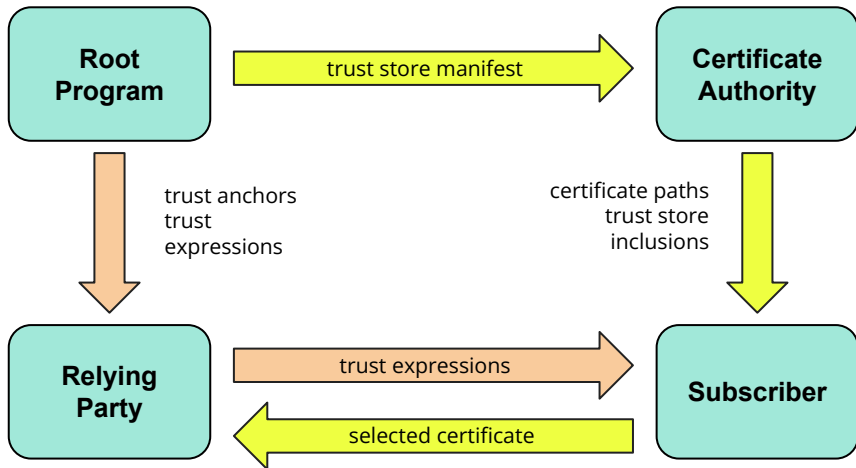 Root
Program
trust store manifest
Certificate
Authority
trust anchors
trust
expressions
certificate paths
trust store
inclusions
Relying
Party
trust expressions
selected certificate
Subscriber